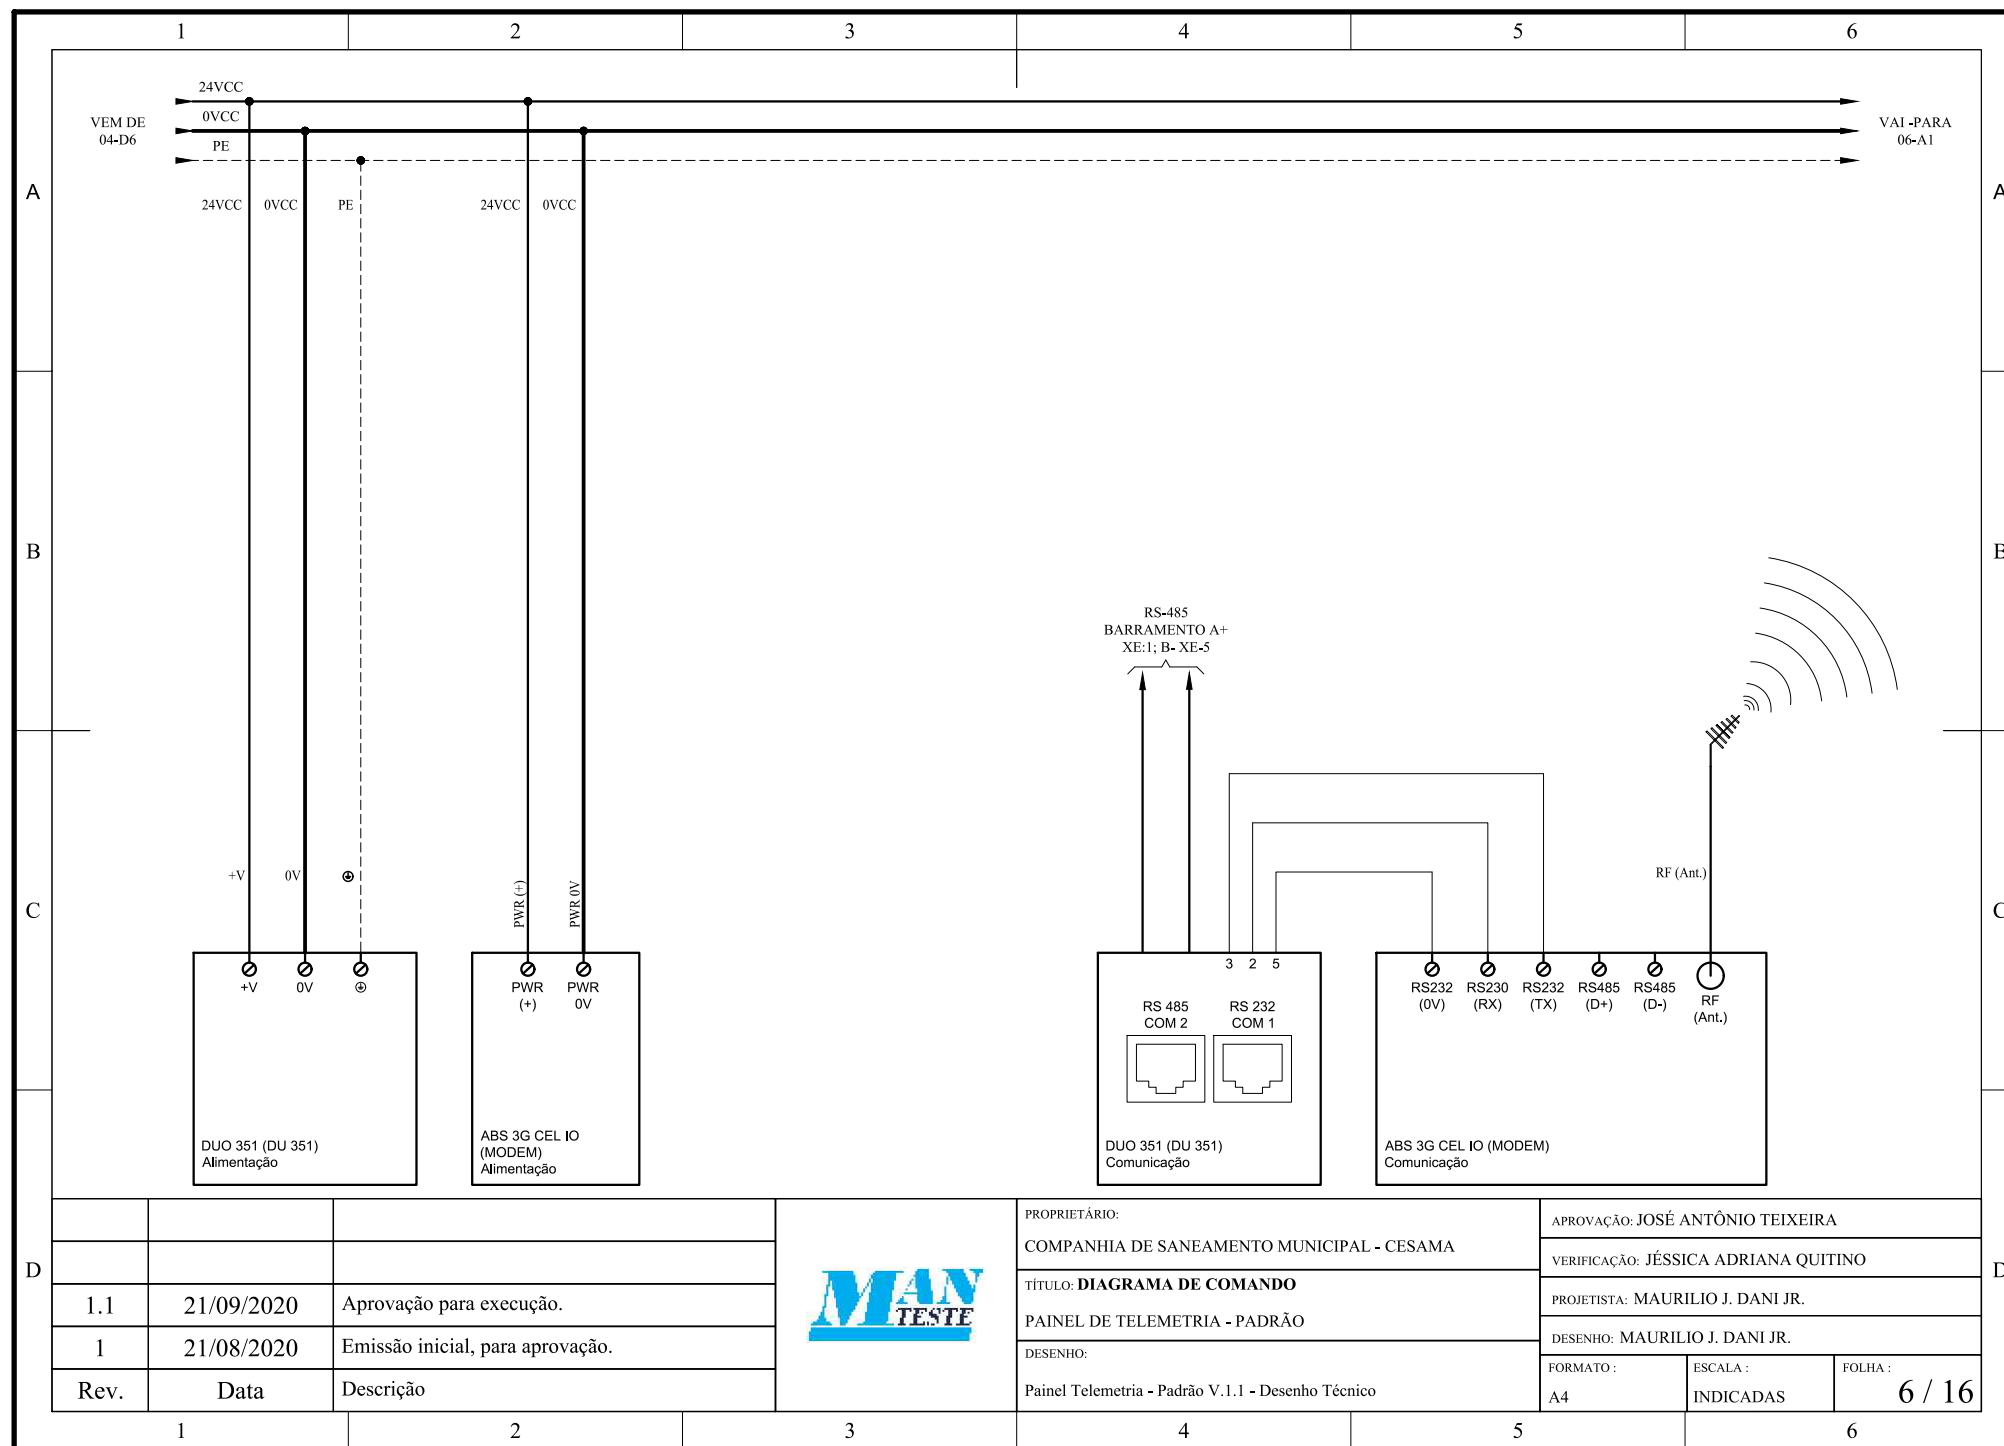 1 2 3 4 5 6
24VCC
0VCC
PE
VEM DE
04-D6
VAI -PARA
06-A1
A A
24VCC 0VCC PE 24VCC 0VCC
B B
RS-485
BARRAMENTO A+
XE:1; B- XE-5
+V 0V PWR (+) PWR 0V RF (Ant.)
C C
+V 0V
DUO 351 (DU 351)
Alimentação
PWR
(+)
PWR
0V
ABS 3G CEL IO
(MODEM)
Alimentação
3 2 5
RS 485
COM 2
RS 232
COM 1
DUO 351 (DU 351)
Comunicação
RS232
(0V)
RS230
(RX)
RS232
(TX)
RS485
(D+)
RS485
(D-)
RF
(Ant.)
ABS 3G CEL IO (MODEM)
Comunicação
D D
1.1 21/09/2020 Aprovação para execução.
1 21/08/2020 Emissão inicial, para aprovação.
Rev. Data Descrição
MAN
TESTE
PROPRIETÁRIO:
COMPANHIA DE SANEAMENTO MUNICIPAL - CESAMA
TÍTULO: DIAGRAMA DE COMANDO
PAINEL DE TELEMETRIA - PADRÃO
DESENHO:
Painel Telemetria - Padrão V.1.1 - Desenho Técnico
APROVAÇÃO: JOSÉ ANTÔNIO TEIXEIRA
VERIFICAÇÃO: JÉSSICA ADRIANA QUITINO
PROJETISTA: MAURILIO J. DANI JR.
DESENHO: MAURILIO J. DANI JR.
FORMATO :
A4
ESCALA :
INDICADAS
FOLHA :
6 / 16
1 2 3 4 5 6